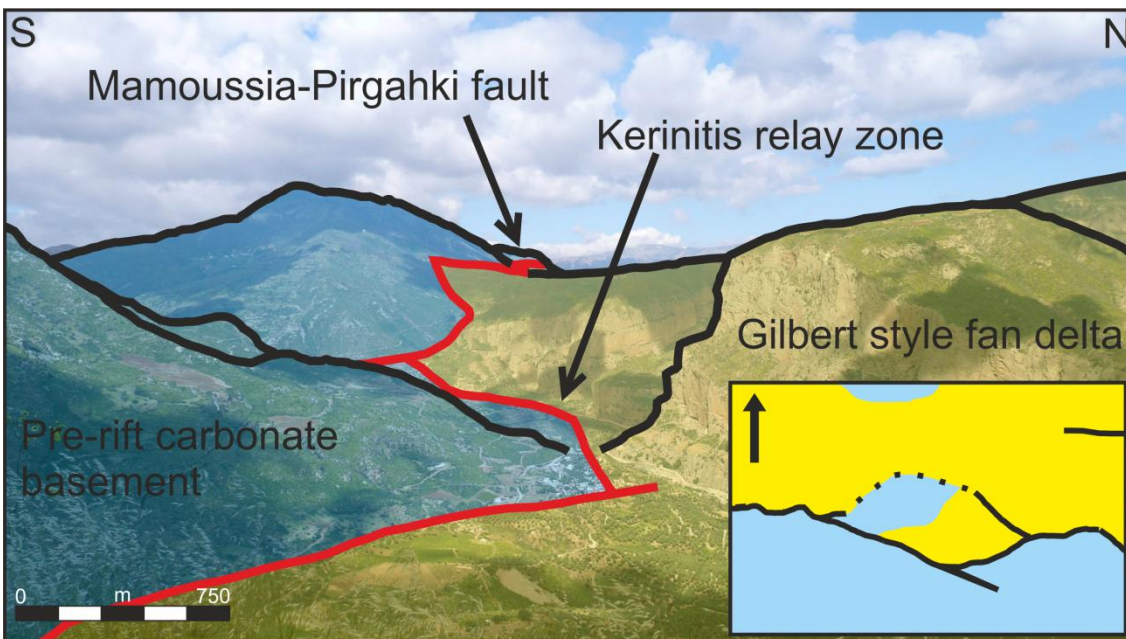 S
N
Mamoussia-Pirgahki fault
Kerinitis relay zone
Gilbert style fan delta
Pre-rift carbonate
basement
0 m 750